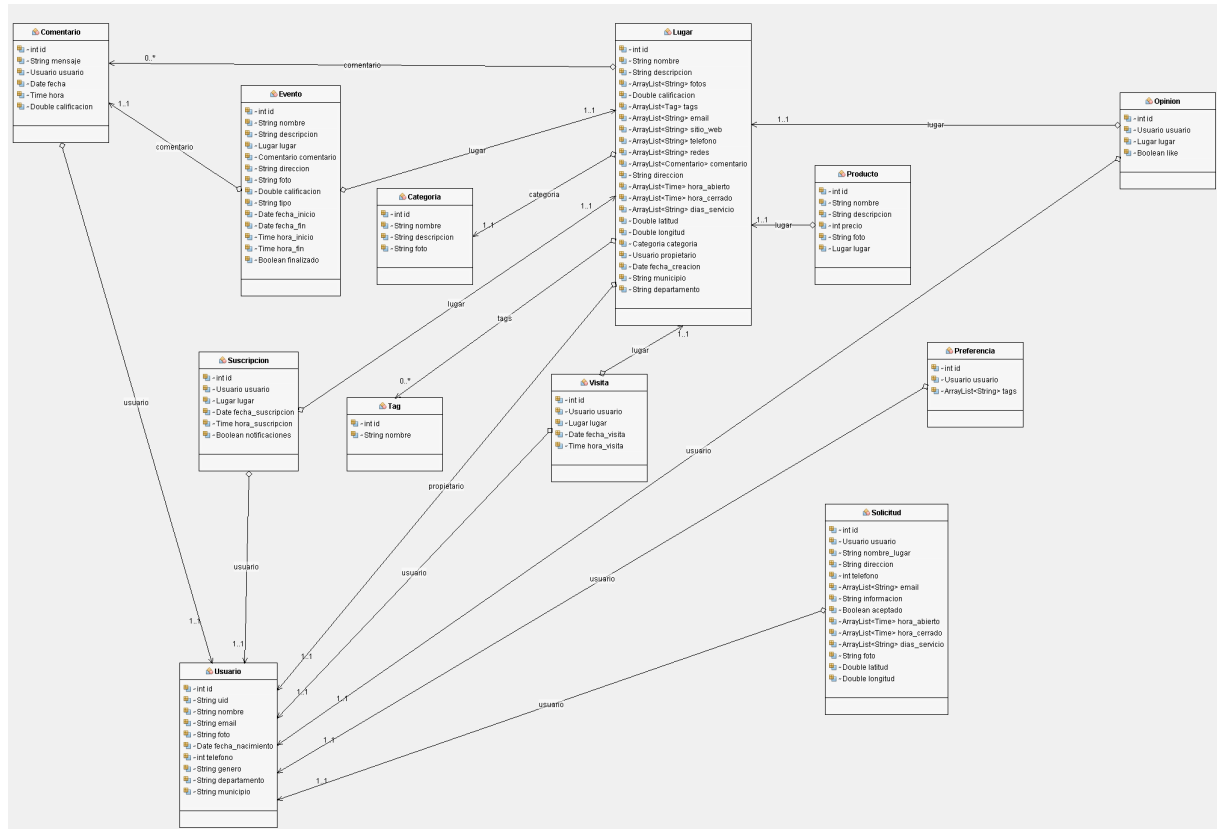 Comentario
- int id
- String mensaje
- Usuario usuario
- Date fecha
- Time hora
- Double calificacion
Evento
- int id
- String nombre
- String descripcion
- Lugar lugar
- Comentario comentario
- String direccion
- String foto
- Double calificacion
- String tipo
- Date fecha_inicio
- Date fecha_fin
- Time hora_inicio
- Time hora_fin
- Boolean finalizado
Categoria
- int id
- String nombre
- String descripcion
- String foto
Lugar
- int id
- String nombre
- String descripcion
- ArrayList<String> fotos
- Double calificacion
- ArrayList<Tag> tags
- ArrayList<String> email
- ArrayList<String> sitio_web
- ArrayList<String> telefono
- ArrayList<String> redes
- ArrayList<Comentario> comentario
- String direccion
- ArrayList<Time> hora_abierto
- ArrayList<Time> hora_cerrado
- ArrayList<String> dias_servicio
- Double latitud
- Double longitud
- Categoria categoria
- Usuario propietario
- Date fecha_creacion
- String municipio
- String departamento
Producto
- int id
- String nombre
- String descripcion
- int precio
- String foto
- Lugar lugar
Opinion
- int id
- Usuario usuario
- Lugar lugar
- Boolean like
Suscripcion
- int id
- Usuario usuario
- Lugar lugar
- Date fecha_suscripcion
- Time hora_suscripcion
- Boolean notificaciones
Tag
- int id
- String nombre
Visita
- int id
- Usuario usuario
- Lugar lugar
- Date fecha_visita
- Time hora_visita
Preferencia
- int id
- Usuario usuario
- ArrayList<String> tags
Solicitud
- int id
- Usuario usuario
- String nombre_lugar
- String direccion
- int telefono
- ArrayList<String> email
- String informacion
- Boolean aceptado
- ArrayList<Time> hora_abierto
- ArrayList<Time> hora_cerrado
- ArrayList<String> dias_servicio
- String foto
- Double latitud
- Double longitud
Usuario
- int id
- String uid
- String nombre
- String email
- String foto
- Date fecha_nacimiento
- int telefono
- String genero
- String departamento
- String municipio
0..*
comentario
1..1
comentario
1..1
lugar
categoria
1..1
1..1
lugar
1..1
lugar
1..1
lugar
tags
0..*
lugar
1..1
usuario
1..1
usuario
1..1
propietario
1..1
usuario
1..1
usuario
1..1
usuario
1..1
usuario
1..1